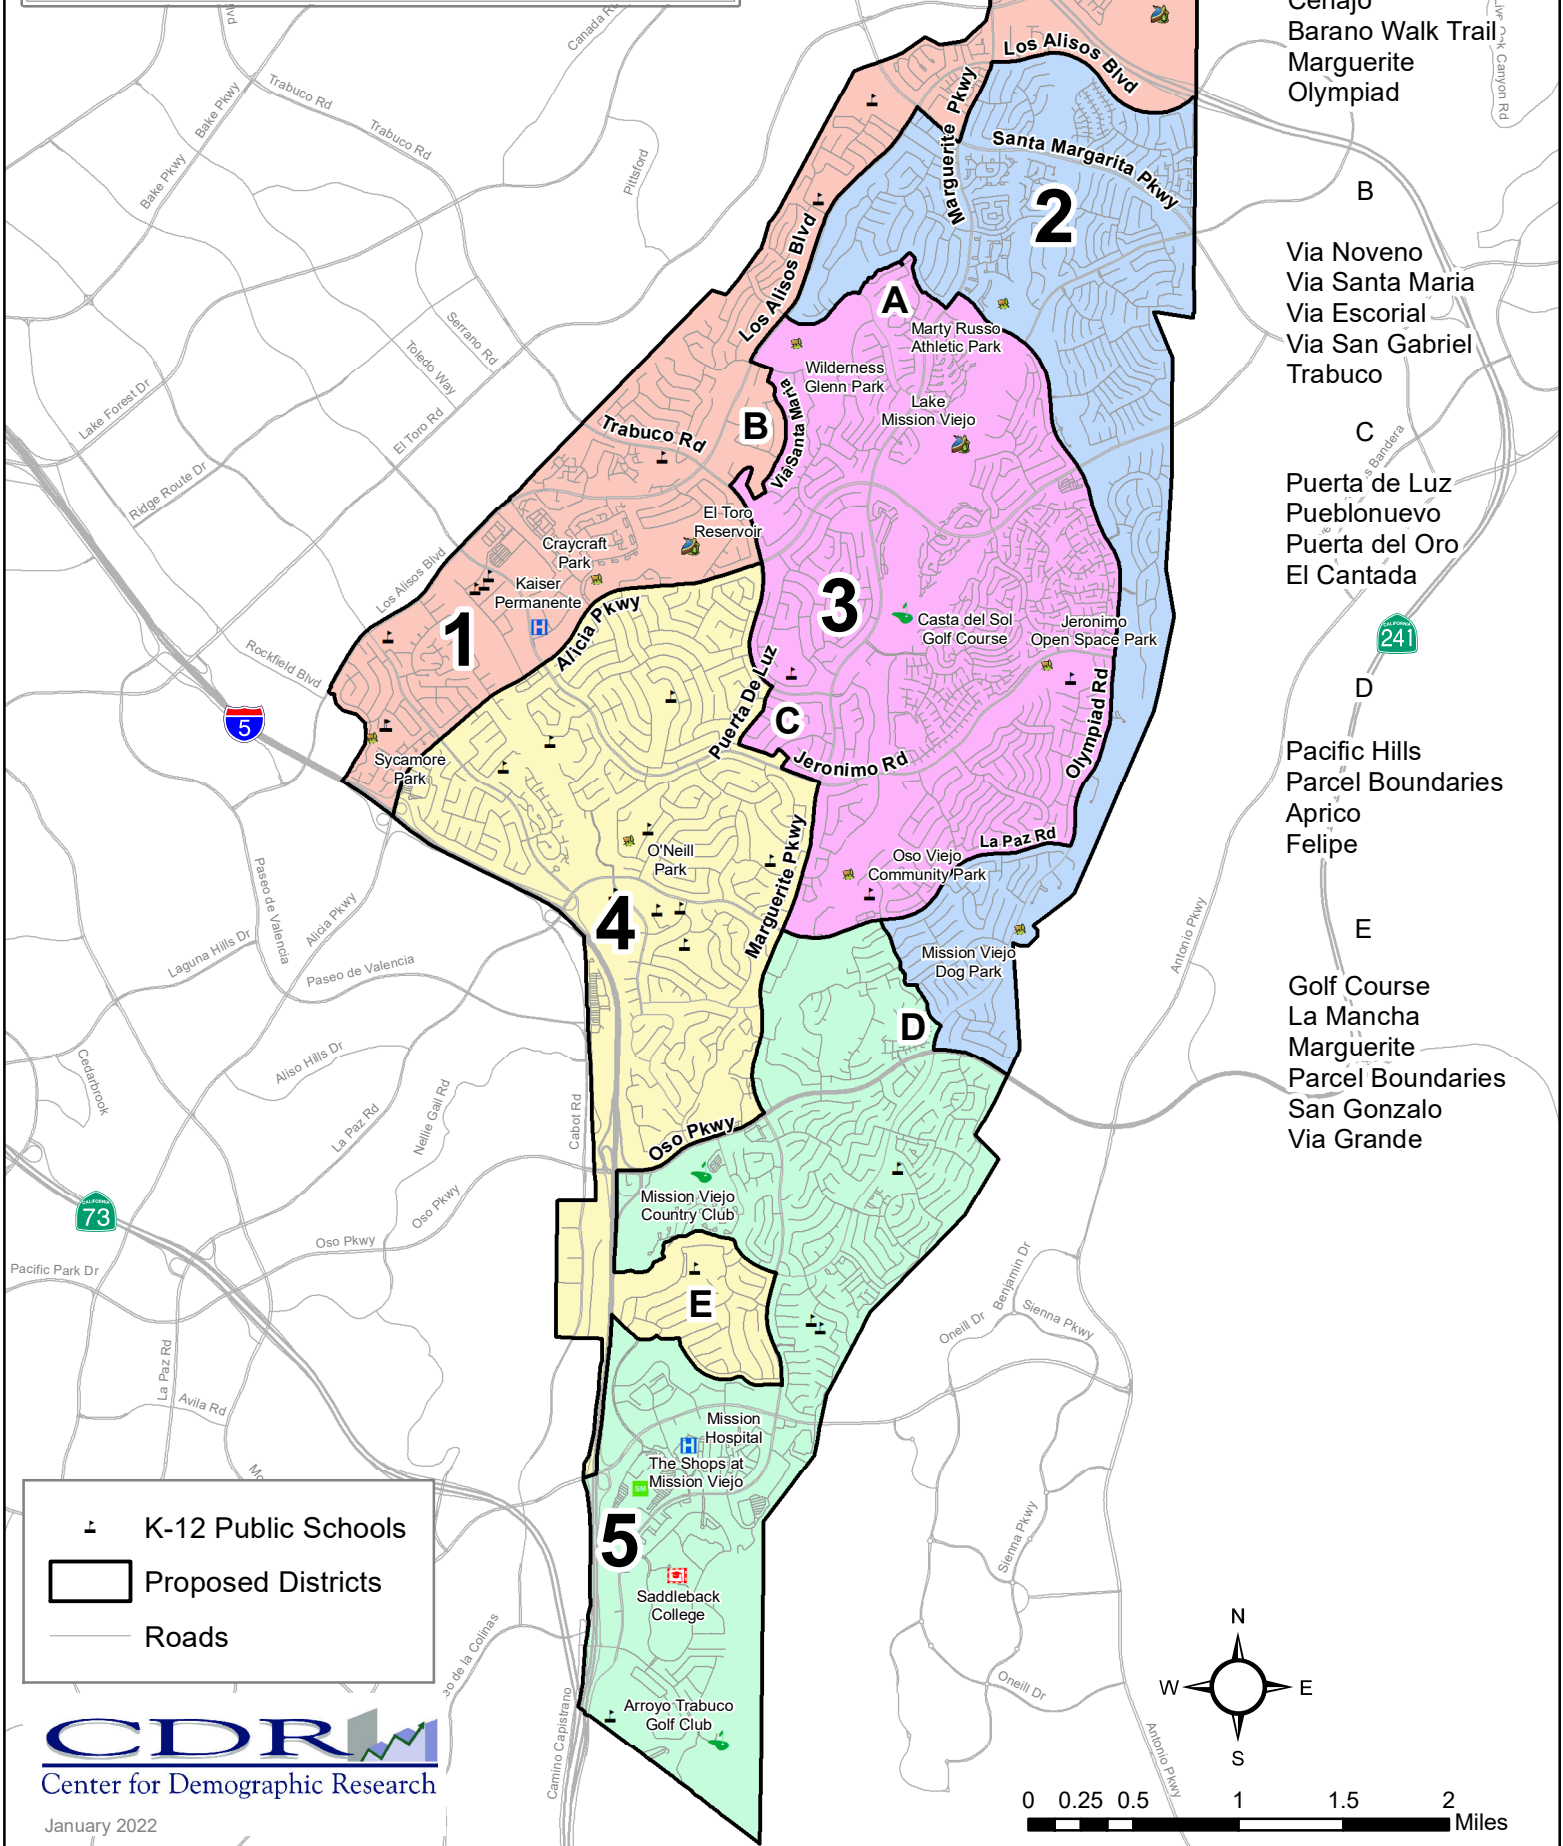 Canada Rd
Los Alisos Blvd
Marguerite Pkwy
Cenajo
Barano Walk Trail
Marguerite
Olympiad
Live Oak Canyon Rd
Trabuco Rd
Bake Pkwy
Trabuco Rd
Bake Pkwy
Pittsford
Santa Margarita Pkwy
2
B
Via Noveno
Via Santa Maria
Via Escorial
Via San Gabriel
Trabuco
Los Alisos Blvd
A
Marty Russo
Athletic Park
Wilderness
Glenn Park
Lake
Mission Viejo
Serrano Rd
Toledo Way
Lake Forest Dr
El Toro Rd
Ridge Route Dr
Trabuco Rd
B
Via Santa Maria
C
Puerta de Luz
Pueblonuevo
Puerta del Oro
El Cantada
El Toro
Reservoir
Craycraft
Park
Kaiser
Permanente
H
Los Alisos Blvd
1
Alicia Pkwy
3
Casta del Sol
Golf Course
Jeronimo
Open Space Park
CALIFORNIA
241
Rockfield Blvd
5
Sycamore
Park
Puerta De Luz
C
Jeronimo Rd
Olympiad Rd
D
Pacific Hills
Parcel Boundaries
Aprico
Felipe
La Paz Rd
Oso Viejo
Community Park
O'Neill
Park
Marguerite Pkwy
4
Paseo de Valencia
Alicia Pkwy
Laguna Hills Dr
Paseo de Valencia
Mission Viejo
Dog Park
Antonio Pkwy
E
Golf Course
La Mancha
Marguerite
Parcel Boundaries
San Gonzalo
Via Grande
D
Cedarbrook
Aliso Hills Dr
La Paz Rd
Nellie Gail Rd
Cabot Rd
Oso Pkwy
Mission Viejo
Country Club
CALIFORNIA
73
Oso Pkwy
Oso Pkwy
Pacific Park Dr
E
Benjamin Dr
Oneill Dr
Sienna Pkwy
La Paz Rd
Avila Rd
Mission
Hospital
H
The Shops at
Mission Viejo
SM
5
Saddleback
College
Sienna Pkwy
Oneill Dr
Arroyo Trabuco
Golf Club
Camino Capistrano
Antonio Pkwy
K-12 Public Schools
Proposed Districts
Roads
CDR
Center for Demographic Research
January 2022
N
W
E
S
0 0.25 0.5 1 1.5 2
Miles